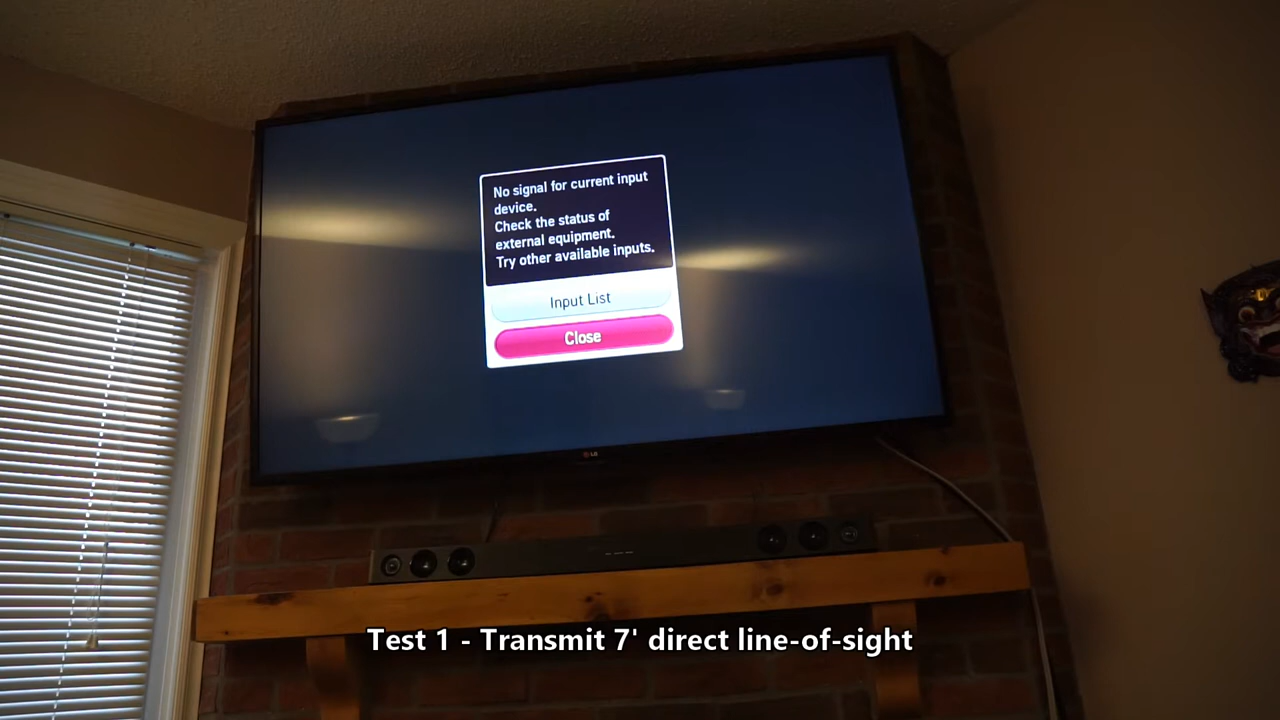 No signal for current input
device.
Check the status of
external equipment.
Try other available inputs.
Input List
Close
LG
Test 1 - Transmit 7' direct line-of-sight